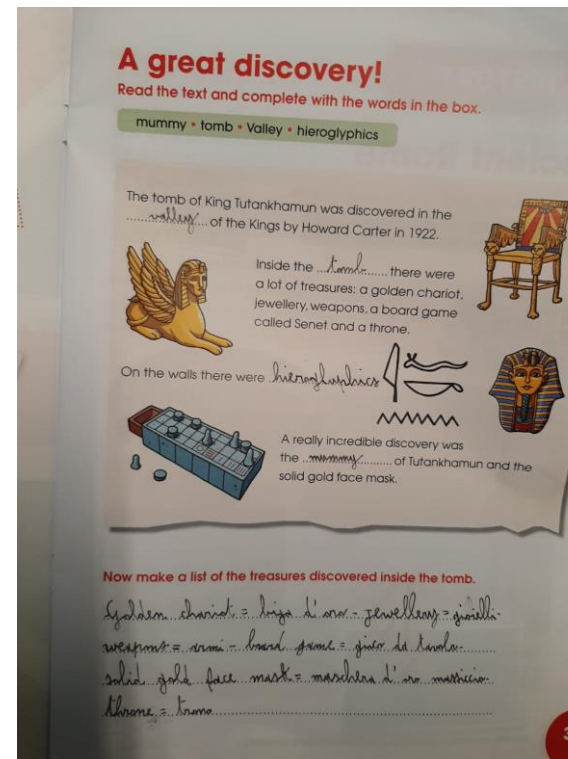 A great discovery!
Read the text and complete with the words in the box.
mummy • tomb • Valley • hieroglyphics
The tomb of King Tutankhamun was discovered in the
valley of the Kings by Howard Carter in 1922.
Inside the tomb there were
a lot of treasures: a golden chariot,
jewellery, weapons, a board game
called Senet and a throne.
On the walls there were hieroglyphics
A really incredible discovery was
the mummy of Tutankhamun and the
solid gold face mask.
Now make a list of the treasures discovered inside the tomb.
Golden chariot = biga d'oro - jewellery = gioielli-
weapons = armi - board game = gioco da tavolo
solid gold face mask = maschera d'oro massiccio
throne = trono
3